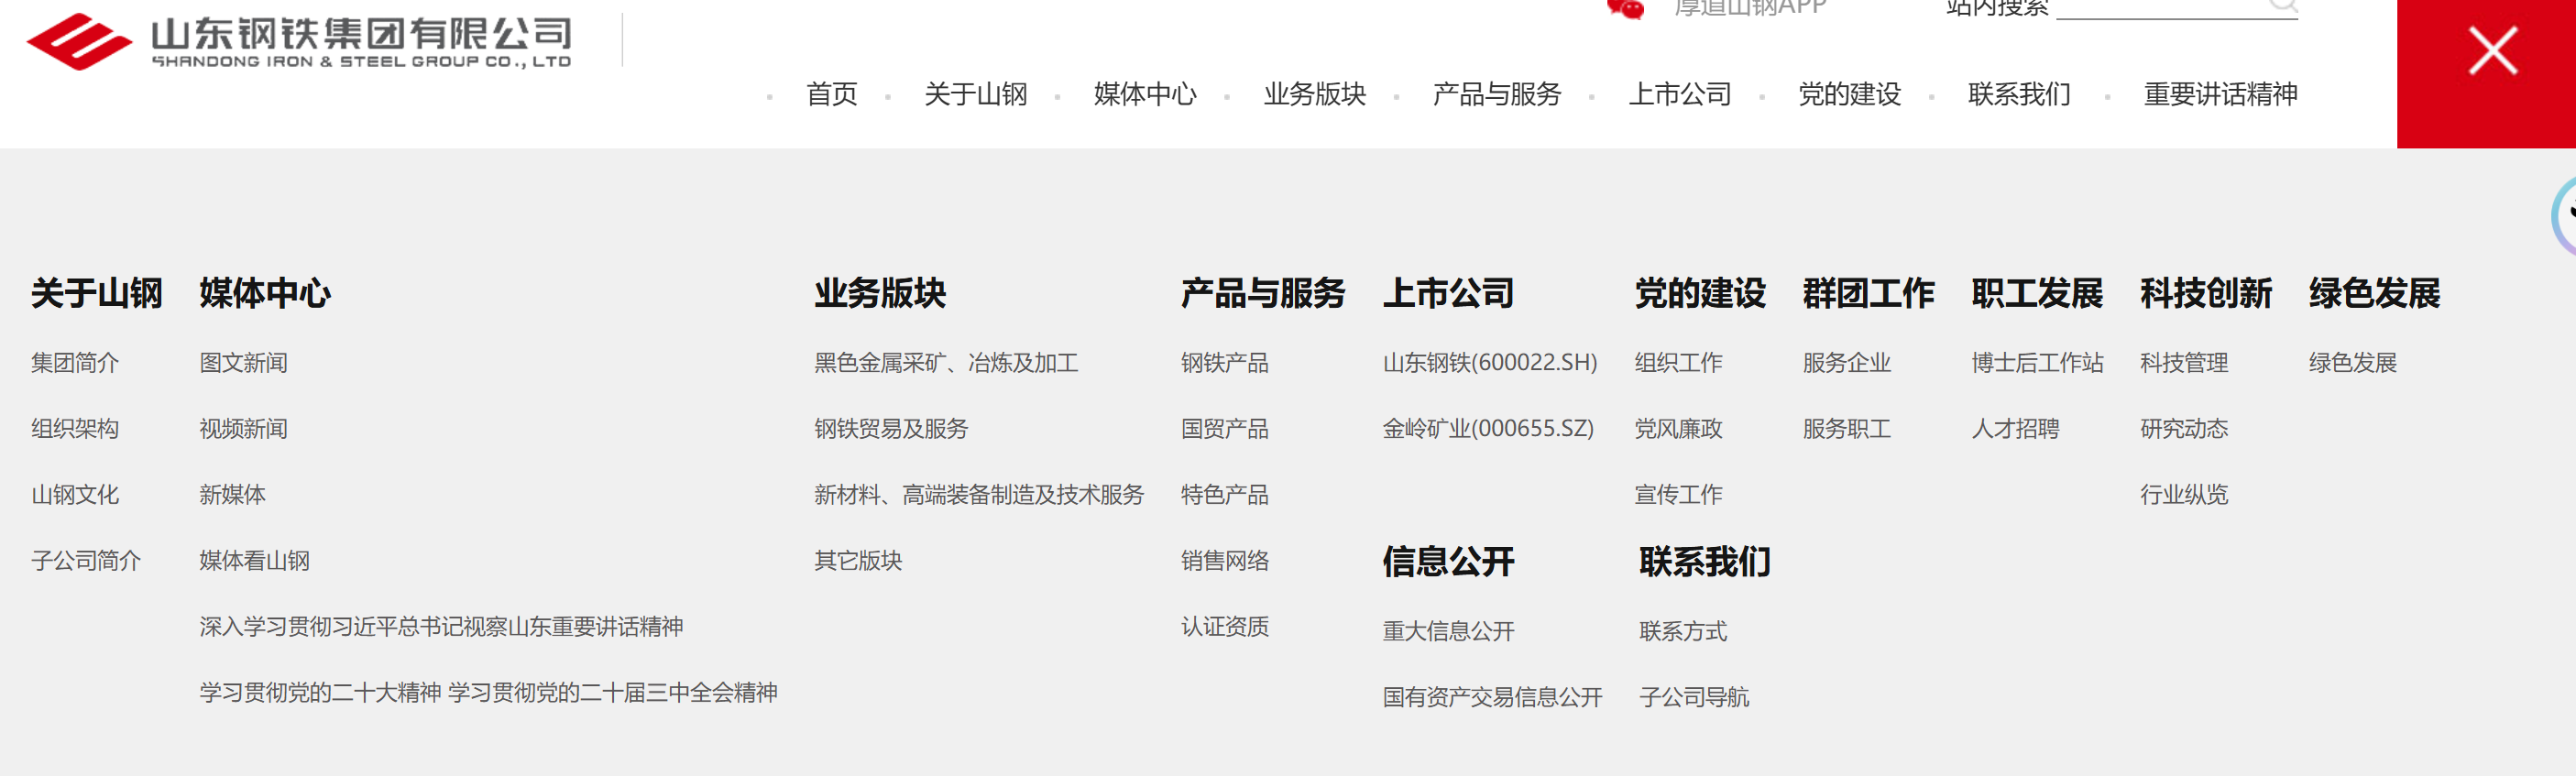 山东钢铁集团有限公司
SHANDONG IRON & STEEL GROUP CO., LTD
厚道山钢APP
站内搜索
首页 关于山钢 媒体中心 业务版块 产品与服务 上市公司 党的建设 联系我们 重要讲话精神
关于山钢
集团简介
组织架构
山钢文化
子公司简介
媒体中心
图文新闻
视频新闻
新媒体
媒体看山钢
深入学习贯彻习近平总书记视察山东重要讲话精神
学习贯彻党的二十大精神 学习贯彻党的二十届三中全会精神
业务版块
黑色金属采矿、冶炼及加工
钢铁贸易及服务
新材料、高端装备制造及技术服务
其它版块
产品与服务
钢铁产品
国贸产品
特色产品
销售网络
认证资质
上市公司
山东钢铁(600022.SH)
金岭矿业(000655.SZ)
党的建设
组织工作
党风廉政
宣传工作
群团工作
服务企业
服务职工
职工发展
博士后工作站
人才招聘
科技创新
科技管理
研究动态
行业纵览
绿色发展
绿色发展
信息公开
重大信息公开
国有资产交易信息公开
联系我们
联系方式
子公司导航